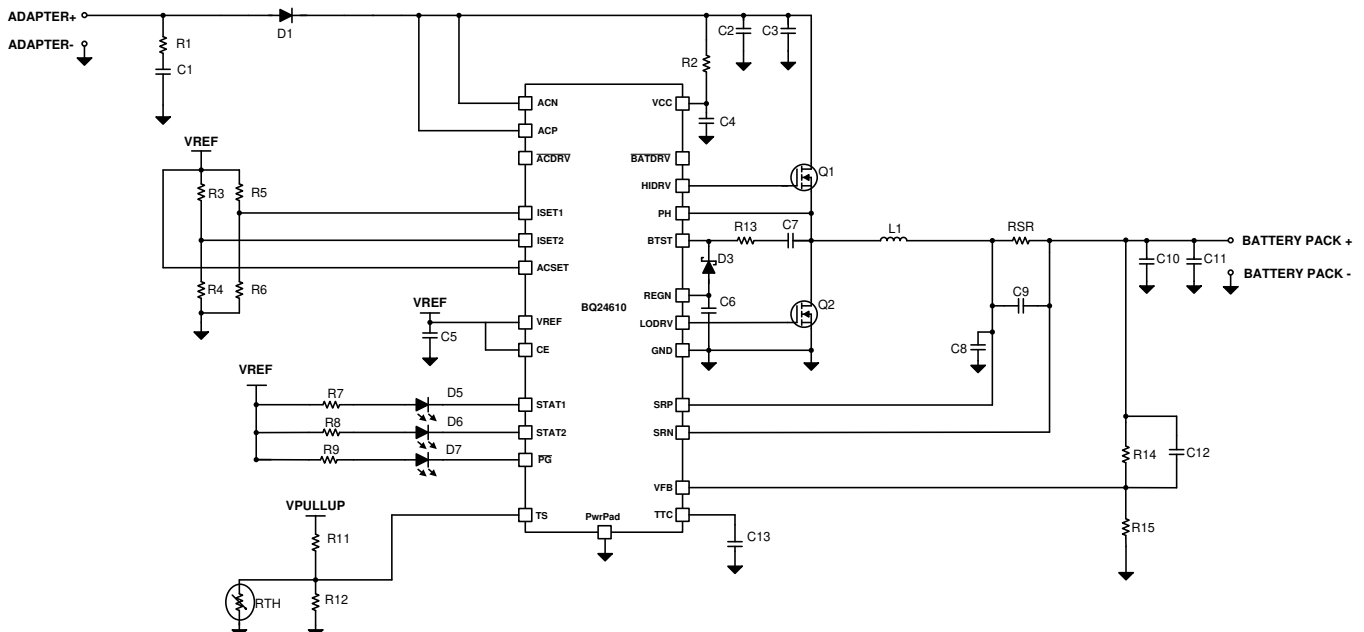 ADAPTER+
D1
ADAPTER-
R1
C1
R2
C2
C3
C4
VREF
R3
R5
R4
R6
ACN
ACP
ACDRV
ISET1
ISET2
ACSET
VREF
CE
STAT1
STAT2
PG
TS
BQ24610
PwrPad
VCC
BATDRV
HIDRV
PH
BTST
REGN
LODRV
GND
SRP
SRN
VFB
TTC
Q1
R13
C7
D3
C6
Q2
L1
RSR
C9
C8
C10
C11
BATTERY PACK +
BATTERY PACK -
VREF
C5
VREF
R7
D5
R8
D6
R9
D7
VPULLUP
R11
R12
RTH
R14
C12
R15
C13